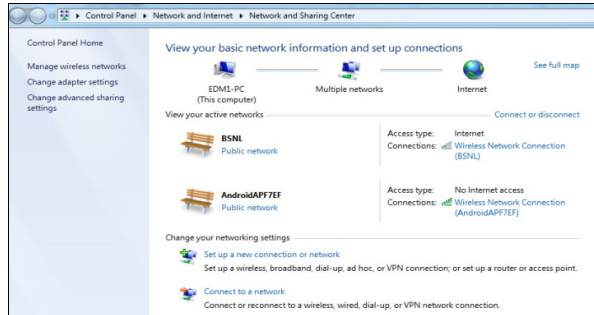 Control Panel ▸ Network and Internet ▸ Network and Sharing Center
Control Panel Home
Manage wireless networks
Change adapter settings
Change advanced sharing
settings
View your basic network information and set up connections
See full map
EDM1-PC
(This computer)
Multiple networks
Internet
View your active networks
Connect or disconnect
BSNL
Public network
Access type: Internet
Connections: Wireless Network Connection
(BSNL)
AndroidAPF7EF
Public network
Access type: No Internet access
Connections: Wireless Network Connection
(AndroidAPF7EF)
Change your networking settings
Set up a new connection or network
Set up a wireless, broadband, dial-up, ad hoc, or VPN connection; or set up a router or access point.
Connect to a network
Connect or reconnect to a wireless, wired, dial-up, or VPN network connection.